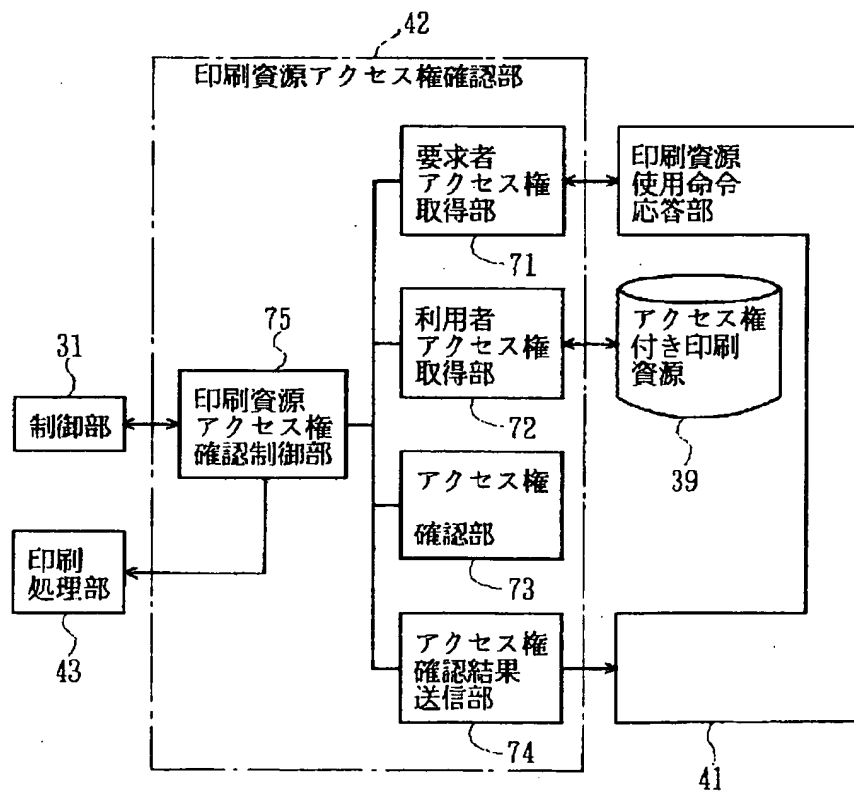 42
印刷資源アクセス権確認部
要求者
アクセス権
取得部
71
印刷資源
使用命令
応答部
75
利用者
アクセス権
取得部
72
アクセス権
付き印刷
資源
39
31
制御部
印刷資源
アクセス権
確認制御部
アクセス権
確認部
73
印刷
処理部
43
アクセス権
確認結果
送信部
74
41